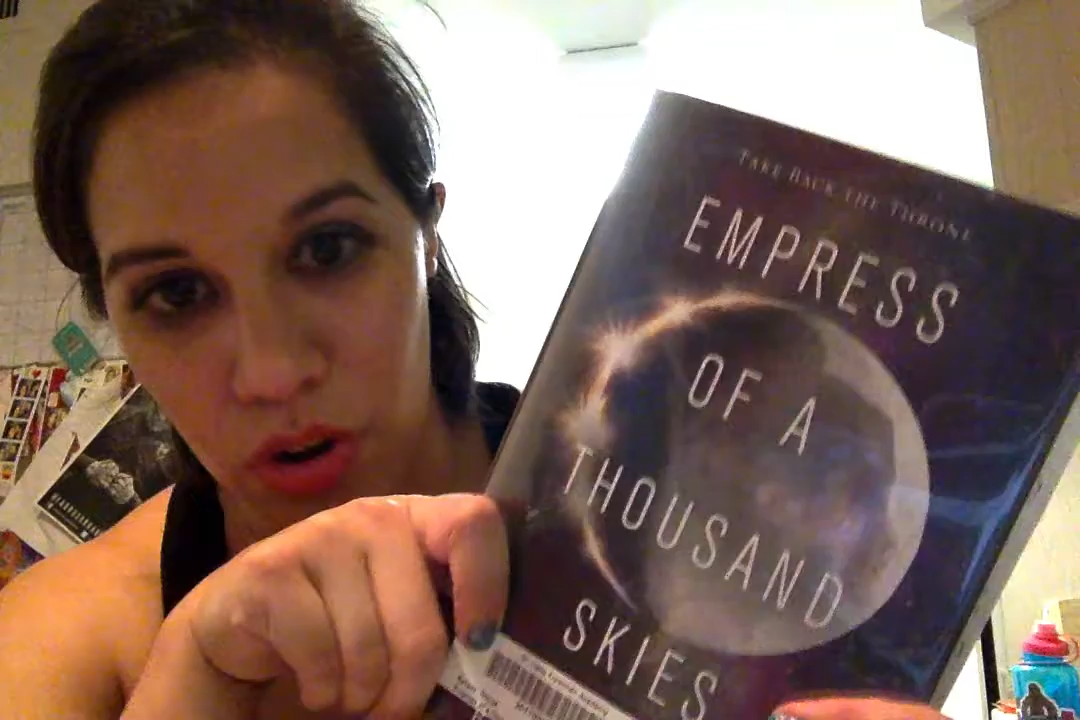 TAKE BACK THE THRONE
EMPRESS
OF A
THOUSAND
SKIES